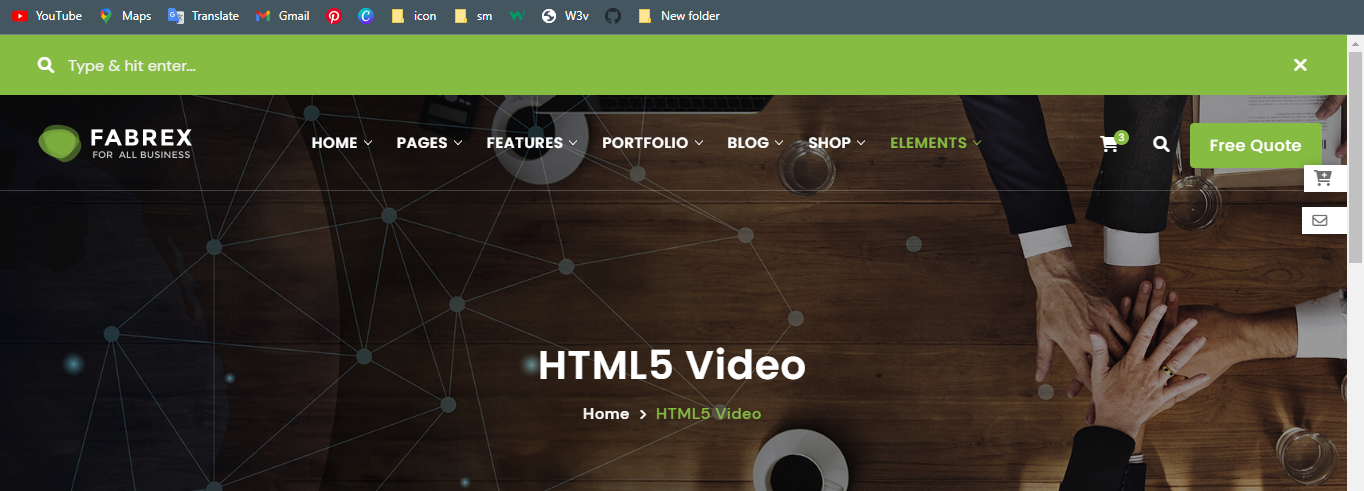 YouTube Maps Translate Gmail icon sm W3v New folder
Type & hit enter...
FABREX
FOR ALL BUSINESS
HOME PAGES FEATURES PORTFOLIO BLOG SHOP ELEMENTS 3 Free Quote
HTML5 Video
Home > HTML5 Video